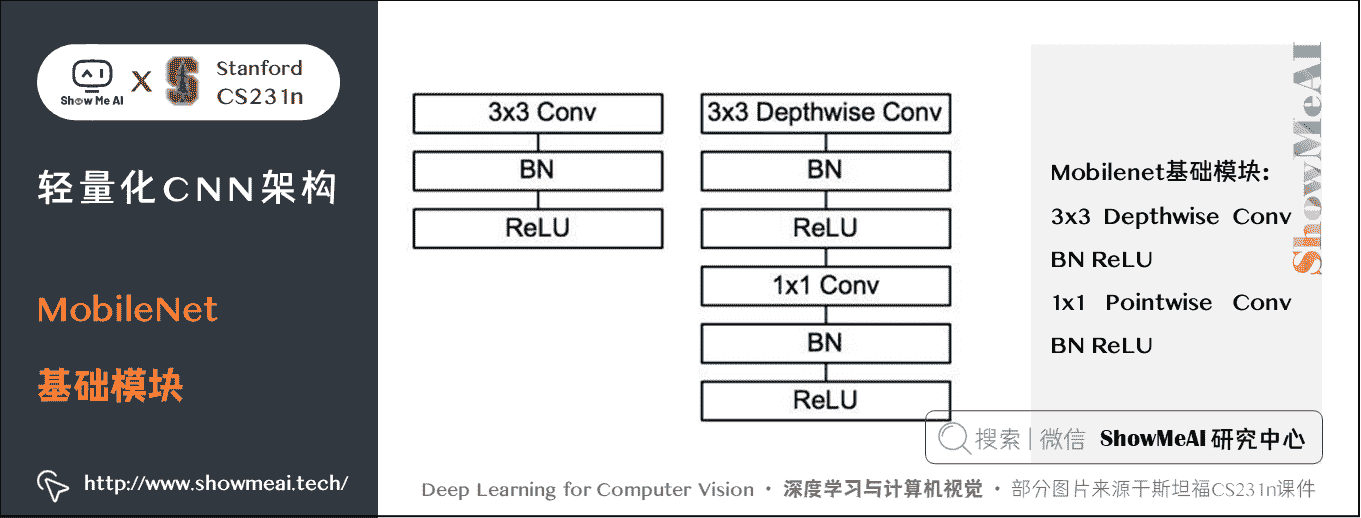 Show Me AI
X
Stanford
CS231n
轻量化CNN架构
MobileNet
基础模块
http://www.showmeai.tech/
3x3 Conv
BN
ReLU
3x3 Depthwise Conv
BN
ReLU
1x1 Conv
BN
ReLU
Mobilenet基础模块:
3x3 Depthwise Conv
BN ReLU
1x1 Pointwise Conv
BN ReLU
ShowMeAI
搜索 | 微信 ShowMeAI 研究中心
Deep Learning for Computer Vision · 深度学习与计算机视觉 · 部分图片来源于斯坦福CS231n课件